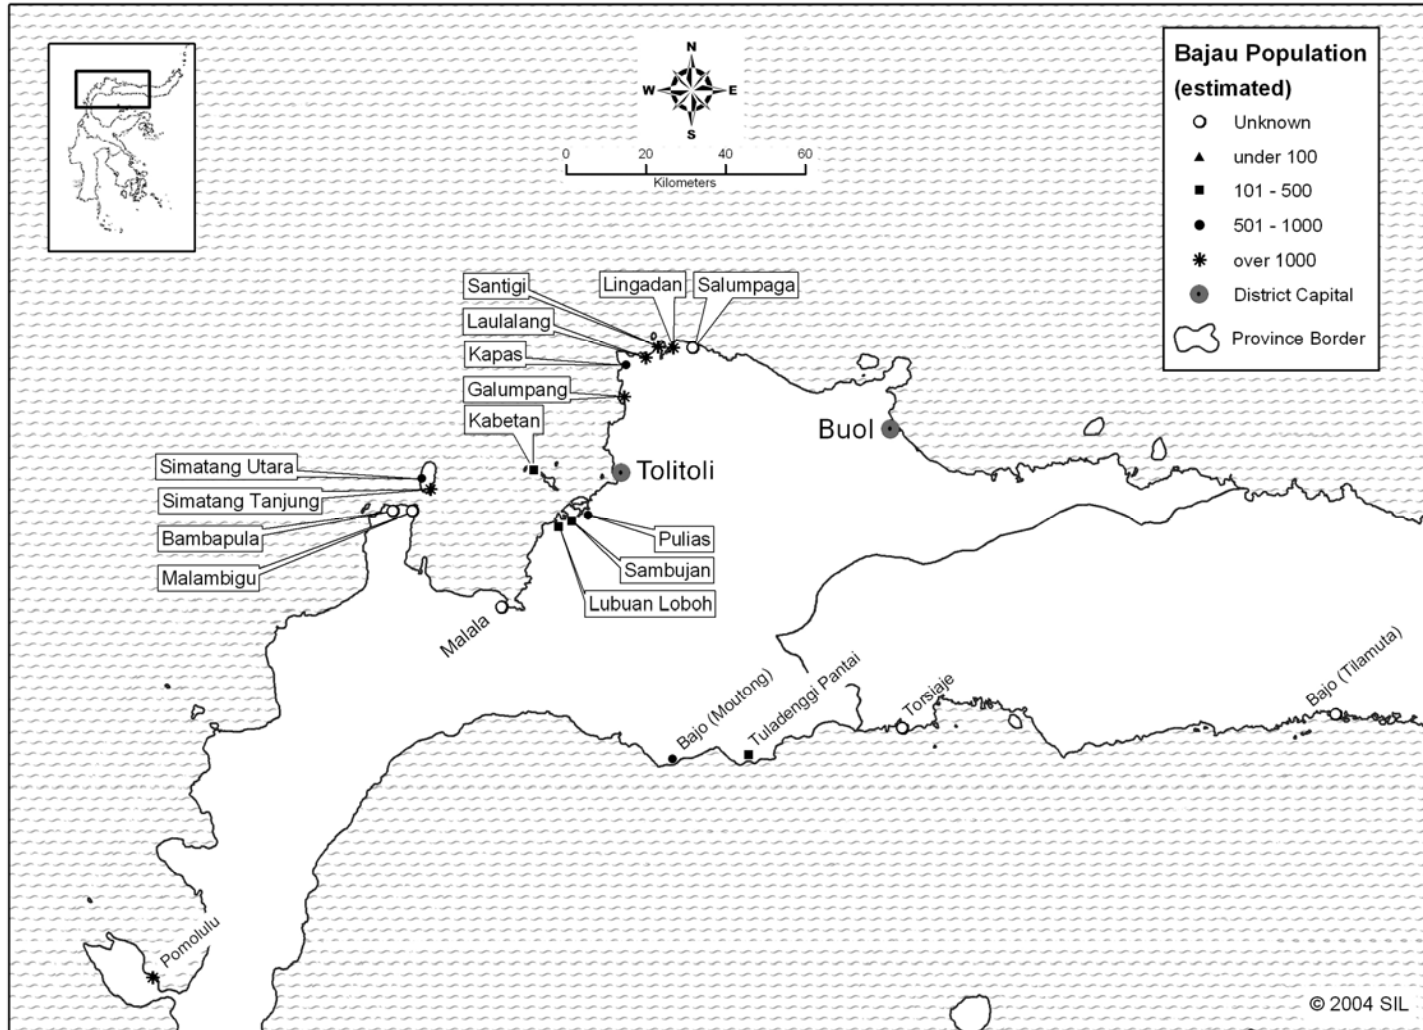 N
W
E
S
0
20
40
60
Kilometers
Bajau Population
(estimated)
Unknown
under 100
101 - 500
501 - 1000
over 1000
District Capital
Province Border
Santigi
Lingadan
Salumpaga
Laulalang
Kapas
Galumpang
Kabetan
Buol
Simatang Utara
Tolitoli
Simatang Tanjung
Bambapula
Pulias
Malambigu
Sambujan
Lubuan Loboh
Malala
Bajo (Moutong)
Tuladenggi Pantai
Torsiaje
Bajo (Tilamuta)
Pomolulu
© 2004 SIL